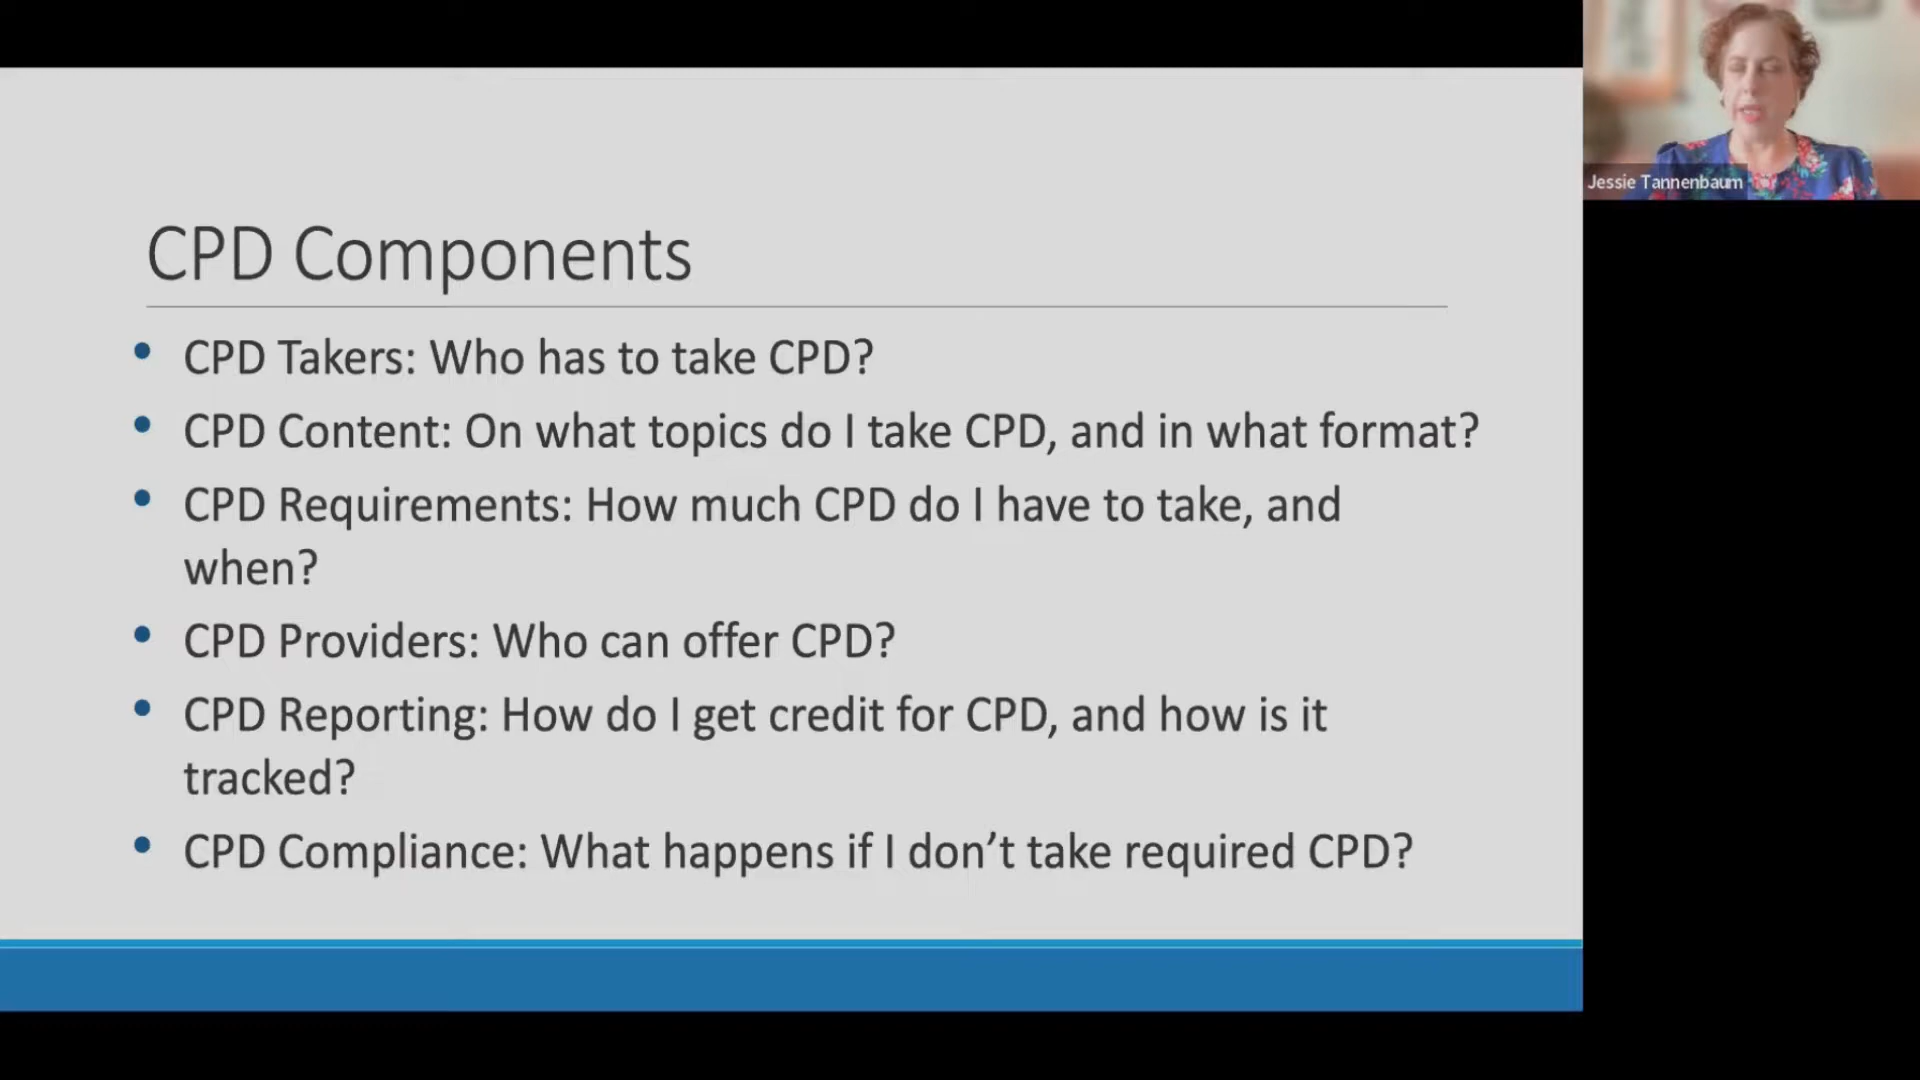 Jessie Tannenbaum
CPD Components
• CPD Takers: Who has to take CPD?
• CPD Content: On what topics do I take CPD, and in what format?
• CPD Requirements: How much CPD do I have to take, and
when?
• CPD Providers: Who can offer CPD?
• CPD Reporting: How do I get credit for CPD, and how is it
tracked?
• CPD Compliance: What happens if I don’t take required CPD?